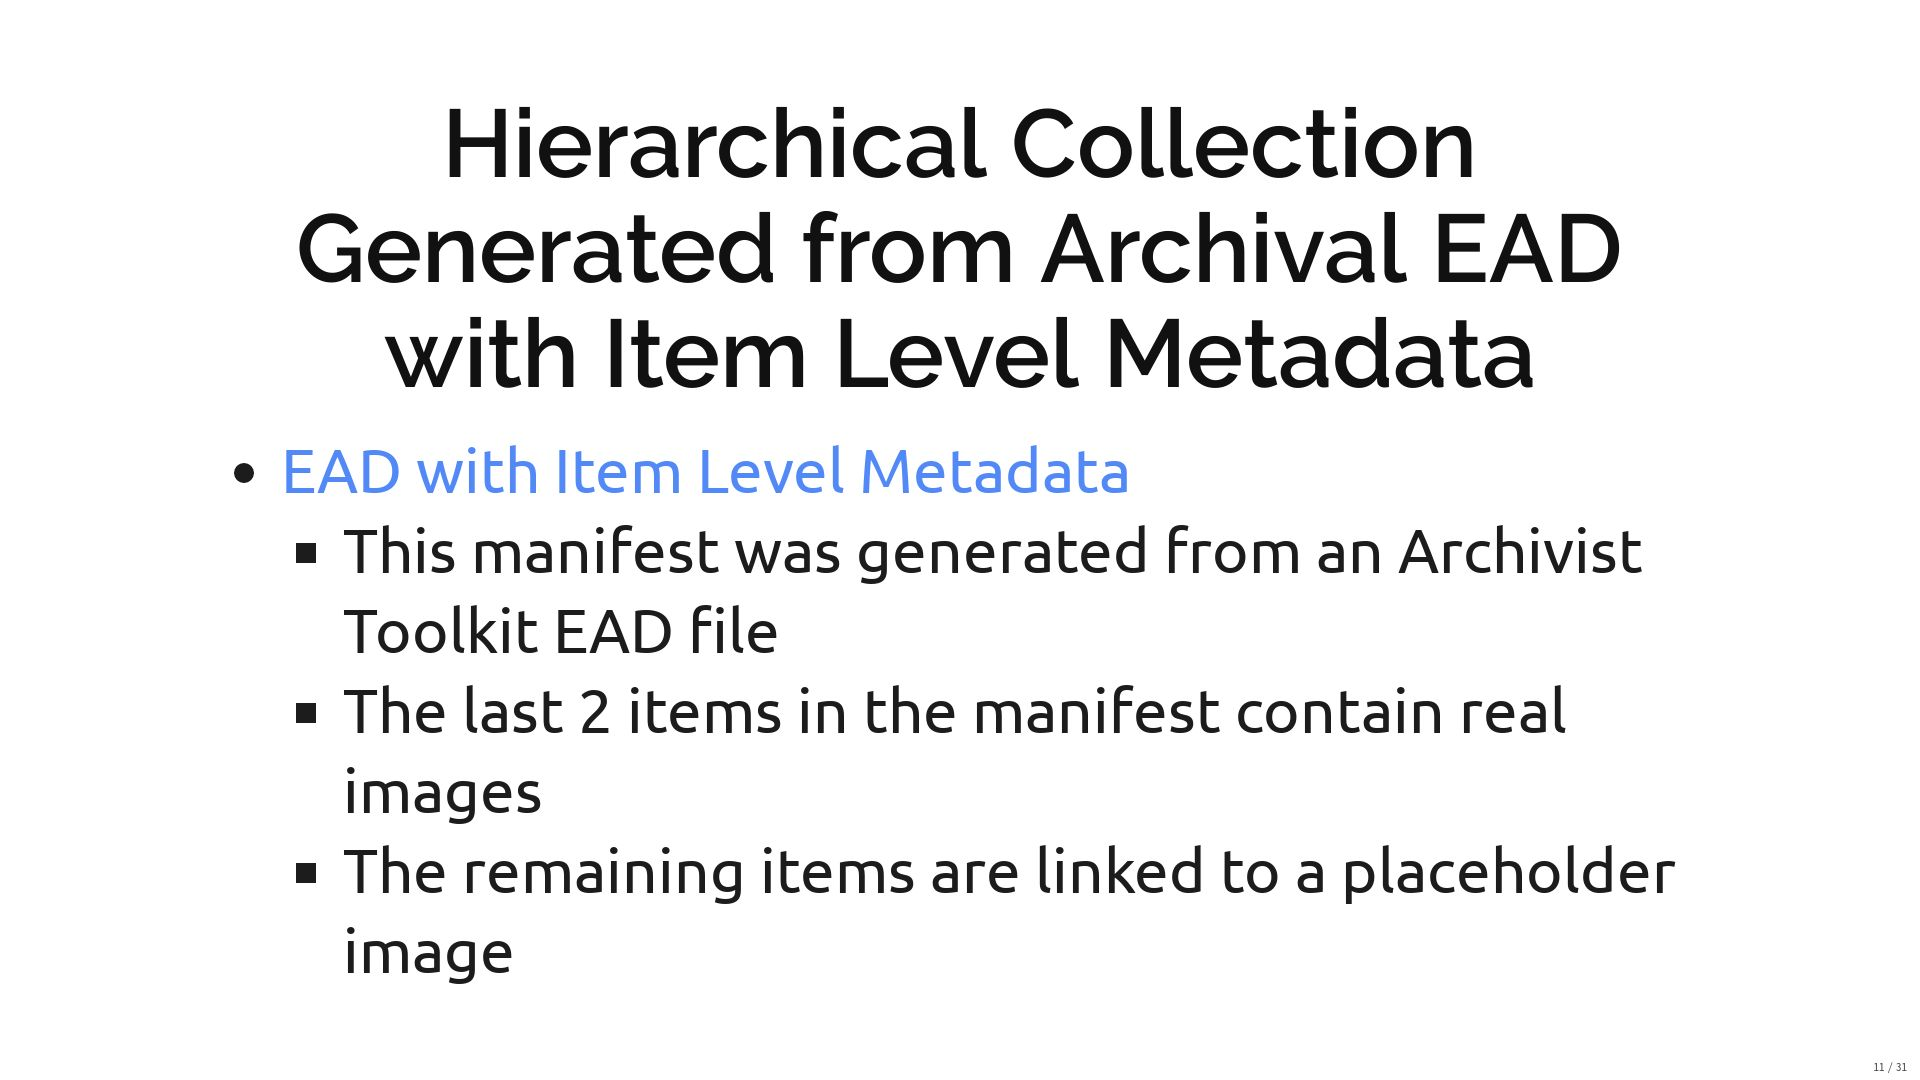 Hierarchical Collection
Generated from Archival EAD
with Item Level Metadata
EAD with Item Level Metadata
This manifest was generated from an Archivist
Toolkit EAD file
The last 2 items in the manifest contain real
images
The remaining items are linked to a placeholder
image
11 / 31